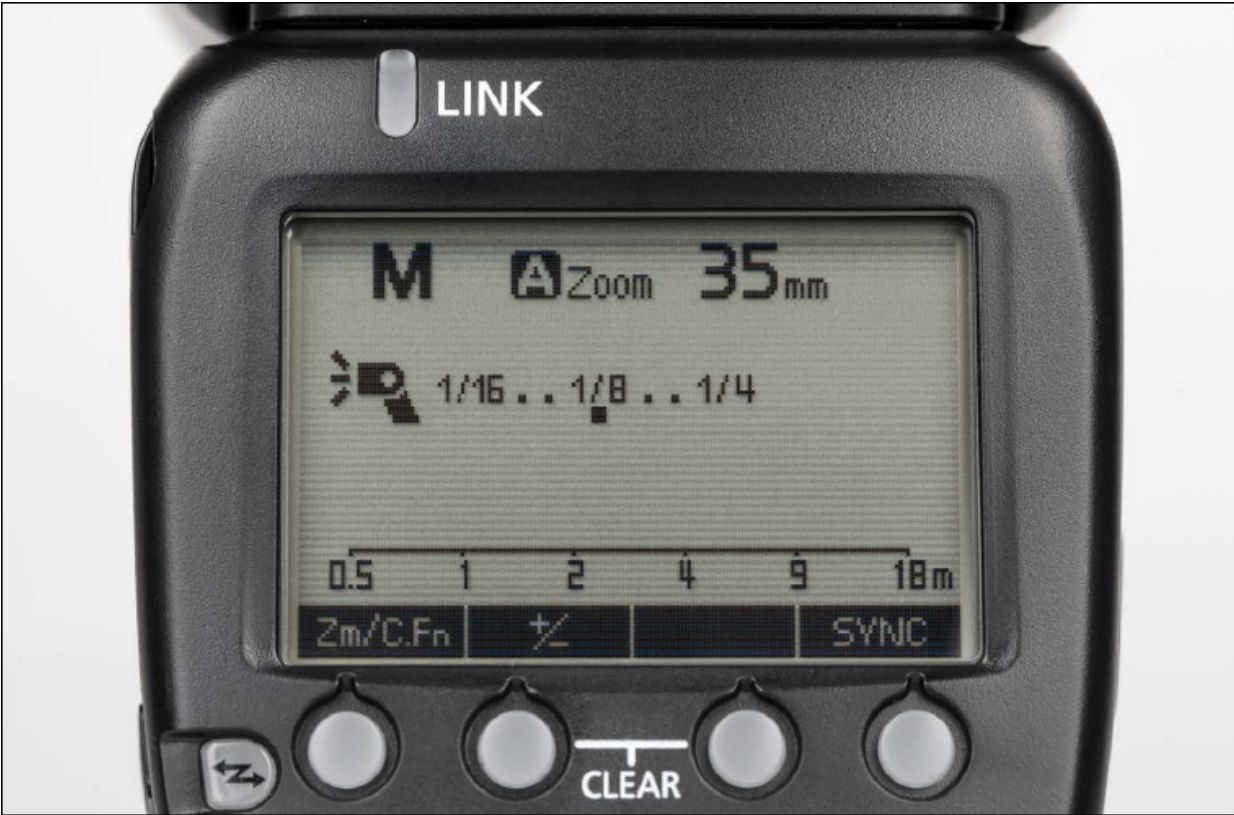 LINK
M A Zoom 35mm
1/16..1/8..1/4
0.5 1 2 4 9 18m
Zm/C.Fn +/- SYNC
CLEAR